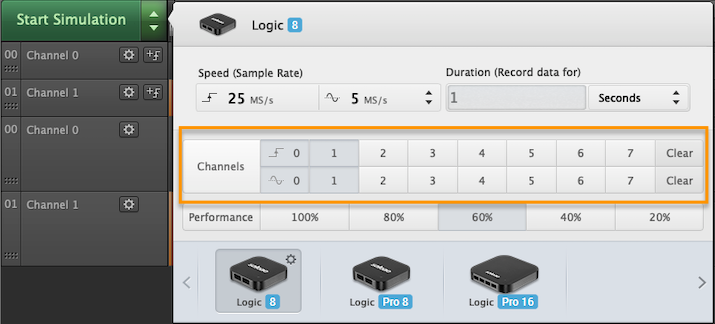 Start Simulation
Logic 8
00 Channel 0
01 Channel 1
00 Channel 0
01 Channel 1
Speed (Sample Rate)
Duration (Record data for)
25 MS/s
5 MS/s
1
Seconds
Channels
0 1 2 3 4 5 6 7 Clear
0 1 2 3 4 5 6 7 Clear
Performance 100% 80% 60% 40% 20%
Logic 8
Logic Pro 8
Logic Pro 16